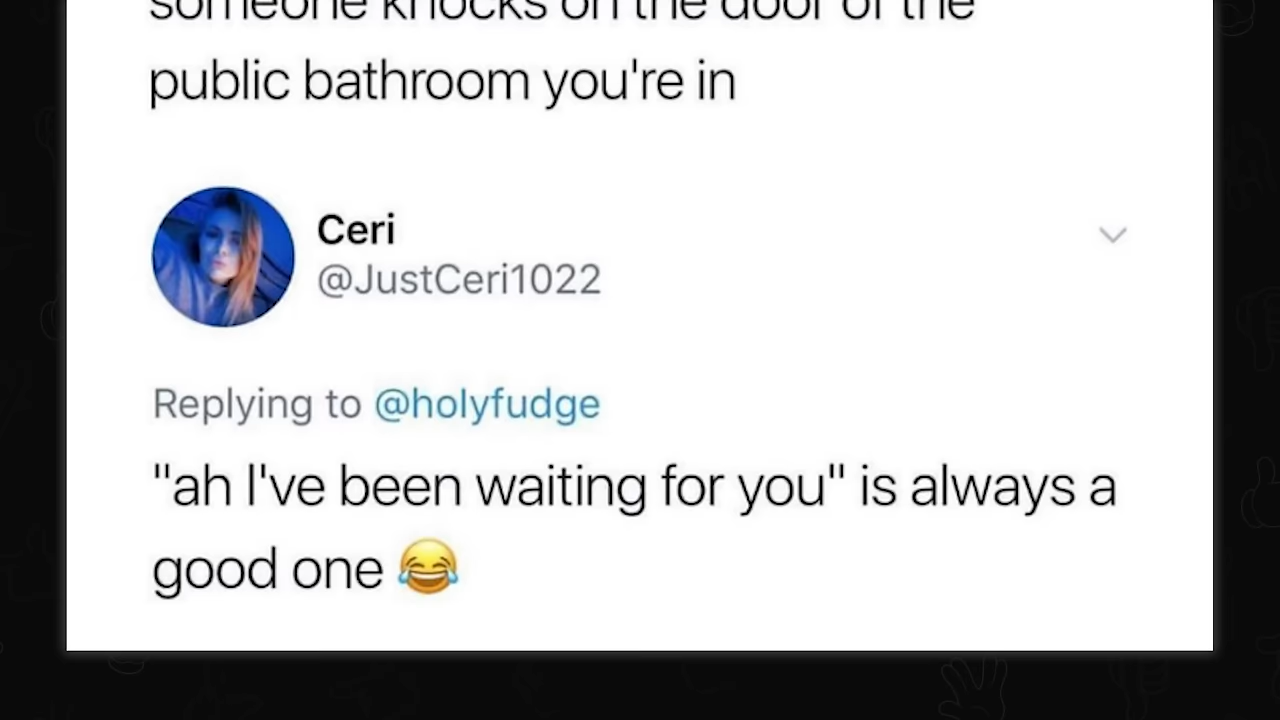 someone knocks on the door of the
public bathroom you're in
Ceri
@JustCeri1022
Replying to @holyfudge
"ah I've been waiting for you" is always a
good one 😂